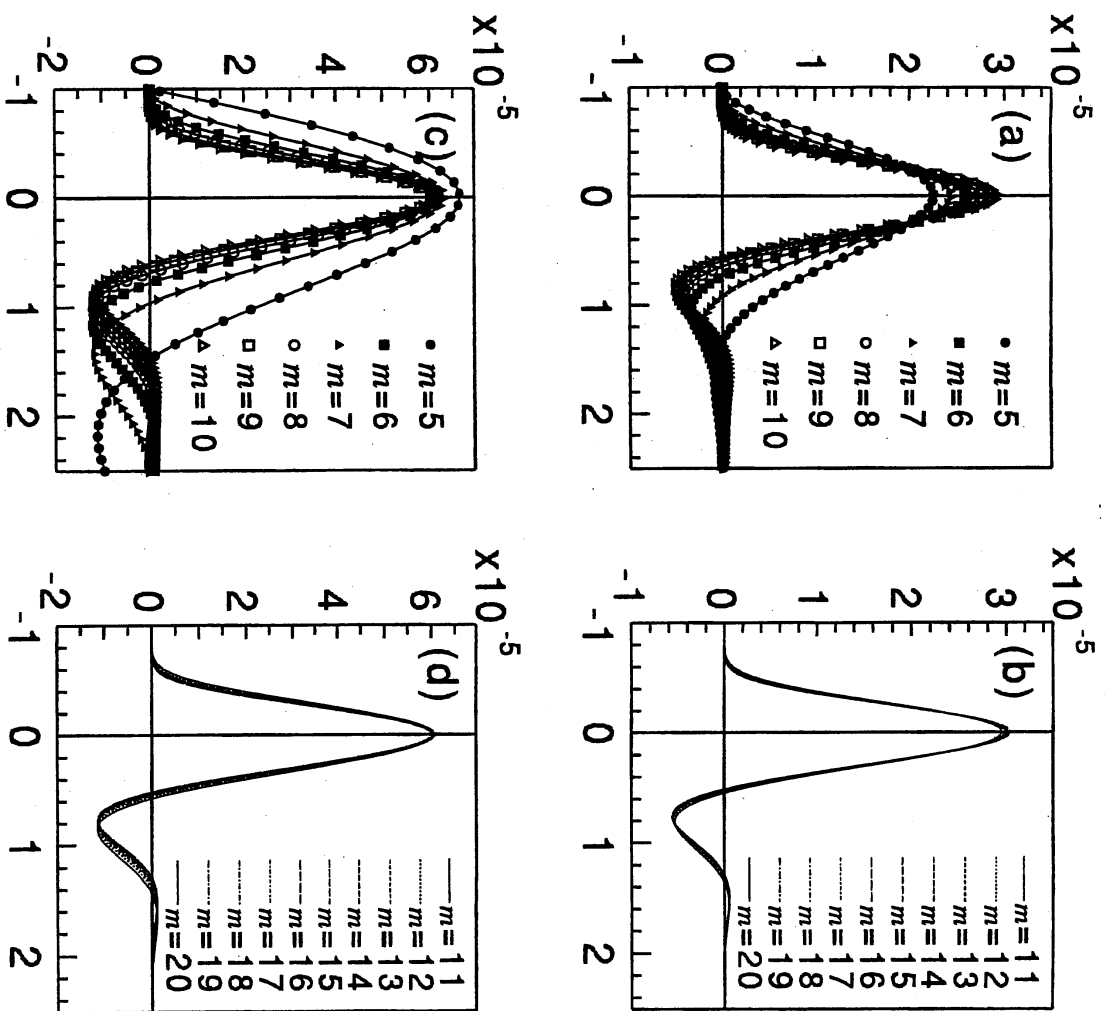 x10-5
(a)
3
2
1
0
-1
m=5
m=6
m=7
m=8
m=9
m=10
-1 0 1 2
x10-5
(b)
3
2
1
0
-1
m=11
m=12
m=13
m=14
m=15
m=16
m=17
m=18
m=19
m=20
-1 0 1 2
x10-5
(c)
6
4
2
0
-2
m=5
m=6
m=7
m=8
m=9
m=10
-1 0 1 2
x10-5
(d)
6
4
2
0
-2
m=11
m=12
m=13
m=14
m=15
m=16
m=17
m=18
m=19
m=20
-1 0 1 2